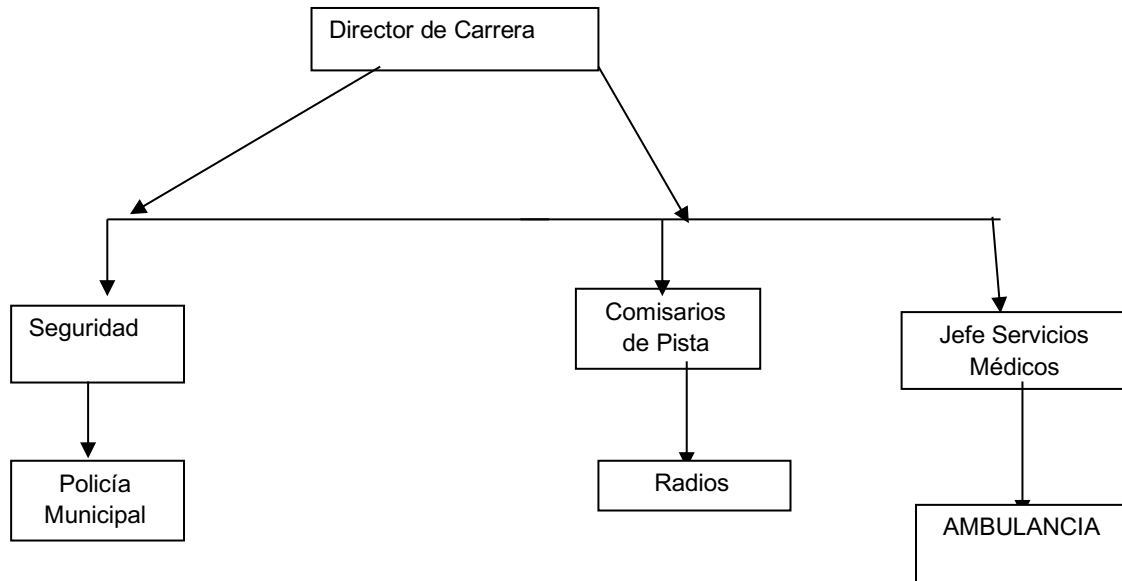 Director de Carrera
Seguridad
Comisarios
de Pista
Jefe Servicios
Médicos
Policía
Municipal
Radios
AMBULANCIA